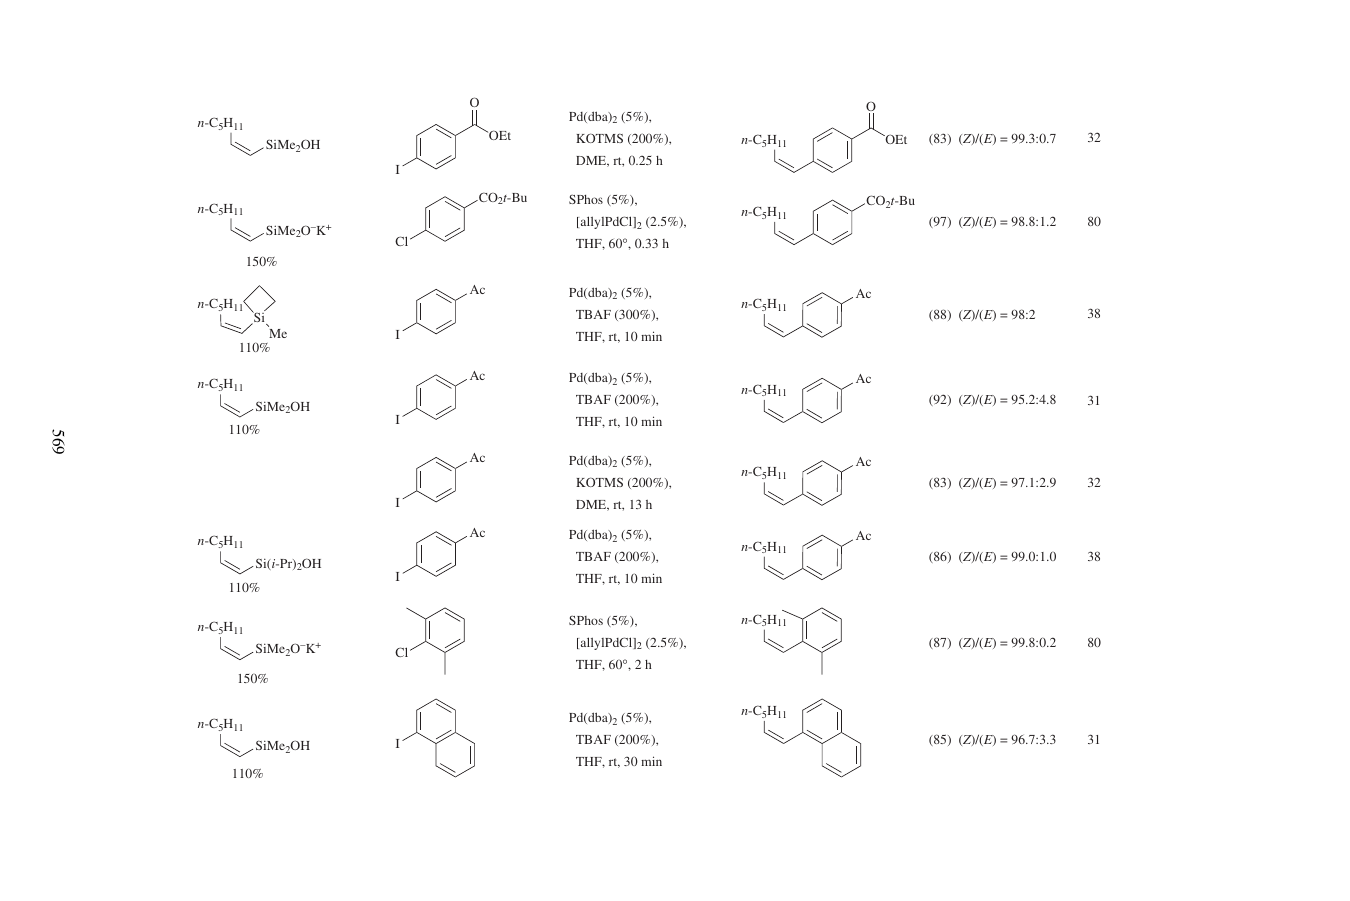 O
n-C5H11
SiMe2OH
OEt
I
Pd(dba)2 (5%),
KOTMS (200%),
DME, rt, 0.25 h
O
n-C5H11
OEt
(83) (Z)/(E) = 99.3:0.7
32
n-C5H11
SiMe2O–K+
150%
CO2t-Bu
Cl
SPhos (5%),
[allylPdCl]2 (2.5%),
THF, 60°, 0.33 h
n-C5H11
CO2t-Bu
(97) (Z)/(E) = 98.8:1.2
80
n-C5H11
Si
Me
110%
Ac
I
Pd(dba)2 (5%),
TBAF (300%),
THF, rt, 10 min
n-C5H11
Ac
(88) (Z)/(E) = 98:2
38
n-C5H11
SiMe2OH
110%
Ac
I
Pd(dba)2 (5%),
TBAF (200%),
THF, rt, 10 min
n-C5H11
Ac
(92) (Z)/(E) = 95.2:4.8
31
569
Ac
I
Pd(dba)2 (5%),
KOTMS (200%),
DME, rt, 13 h
n-C5H11
Ac
(83) (Z)/(E) = 97.1:2.9
32
n-C5H11
Si(i-Pr)2OH
110%
Ac
I
Pd(dba)2 (5%),
TBAF (200%),
THF, rt, 10 min
n-C5H11
Ac
(86) (Z)/(E) = 99.0:1.0
38
n-C5H11
SiMe2O–K+
150%
Cl
SPhos (5%),
[allylPdCl]2 (2.5%),
THF, 60°, 2 h
n-C5H11
(87) (Z)/(E) = 99.8:0.2
80
n-C5H11
SiMe2OH
110%
I
Pd(dba)2 (5%),
TBAF (200%),
THF, rt, 30 min
n-C5H11
(85) (Z)/(E) = 96.7:3.3
31